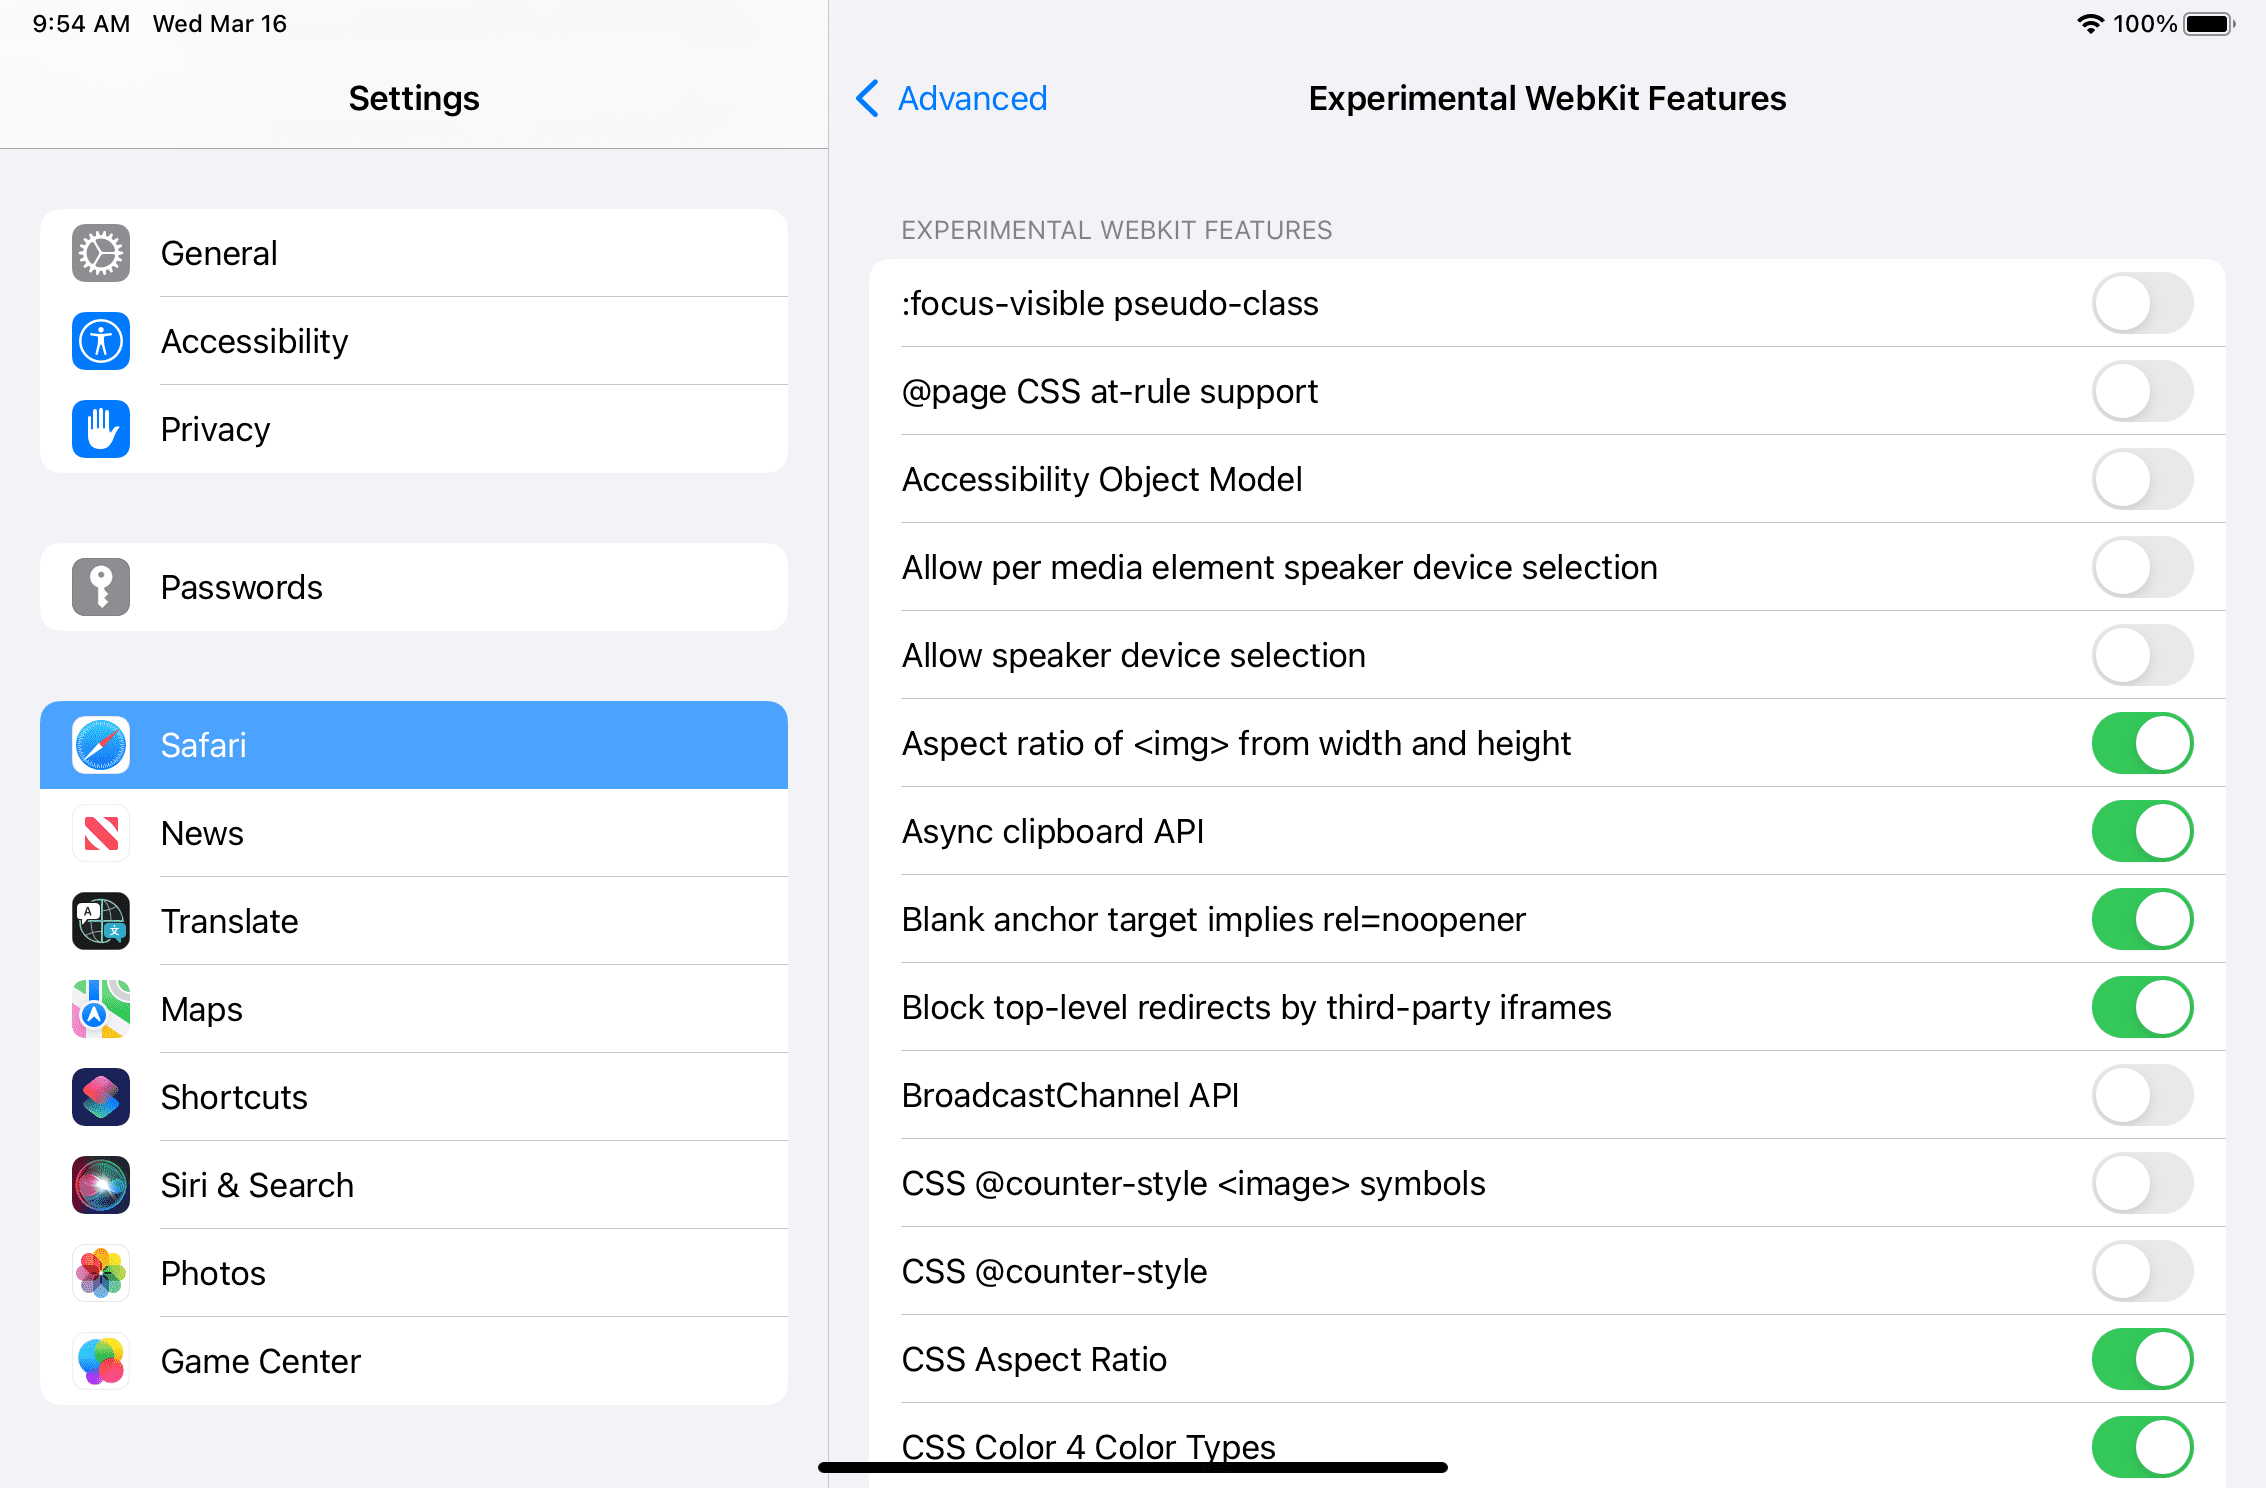 9:54 AM Wed Mar 16
100%
Settings
General
Accessibility
Privacy
Passwords
Safari
News
Translate
Maps
Shortcuts
Siri & Search
Photos
Game Center
Advanced
Experimental WebKit Features
EXPERIMENTAL WEBKIT FEATURES
:focus-visible pseudo-class
@page CSS at-rule support
Accessibility Object Model
Allow per media element speaker device selection
Allow speaker device selection
Aspect ratio of <img> from width and height
Async clipboard API
Blank anchor target implies rel=noopener
Block top-level redirects by third-party iframes
BroadcastChannel API
CSS @counter-style <image> symbols
CSS @counter-style
CSS Aspect Ratio
CSS Color 4 Color Types